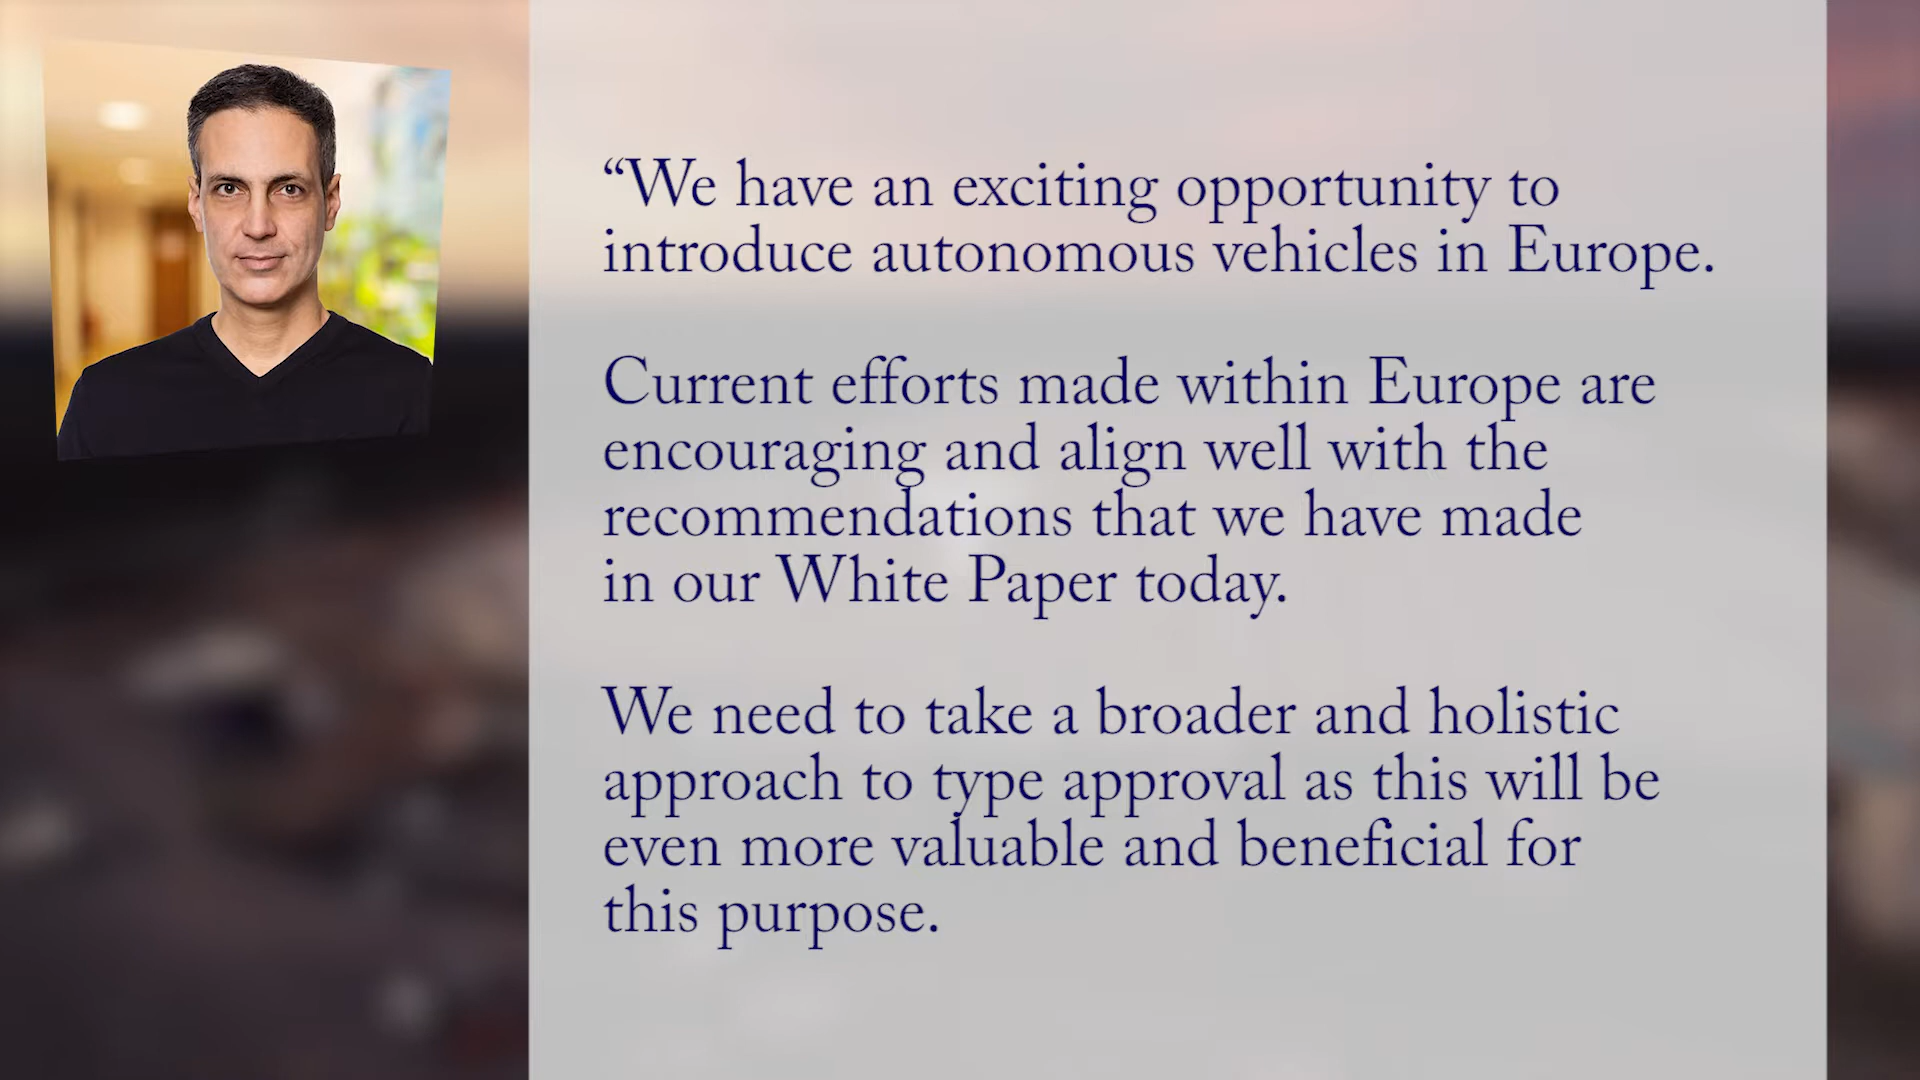 “We have an exciting opportunity to
introduce autonomous vehicles in Europe.
Current efforts made within Europe are
encouraging and align well with the
recommendations that we have made
in our White Paper today.
We need to take a broader and holistic
approach to type approval as this will be
even more valuable and beneficial for
this purpose.